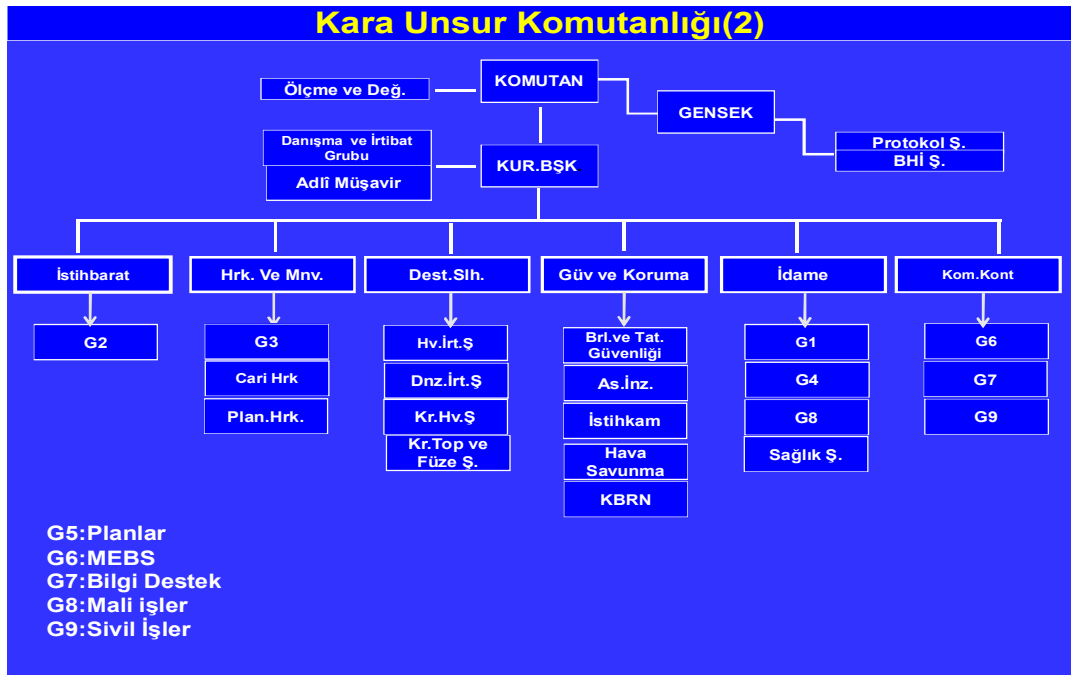 Kara Unsur Komutanlığı(2)
KOMUTAN
Ölçme ve Değ.
GENSEK
Protokol Ş.
BHİ Ş.
Danışma ve İrtibat
Grubu
Adlî Müşavir
KUR.BŞK
İstihbarat
Hrk. Ve Mnv.
Dest.Slh.
Güv ve Koruma
İdame
Kom.Kont
G2
G3
Cari Hrk
Plan.Hrk.
Hv.İrt.Ş
Dnz.İrt.Ş
Kr.Hv.Ş
Kr.Top ve
Füze Ş.
Brl.ve Tat.
Güvenliği
As.İnz.
İstihkam
Hava
Savunma
KBRN
G1
G4
G8
Sağlık Ş.
G6
G7
G9
G5:Planlar
G6:MEBS
G7:Bilgi Destek
G8:Mali işler
G9:Sivil İşler